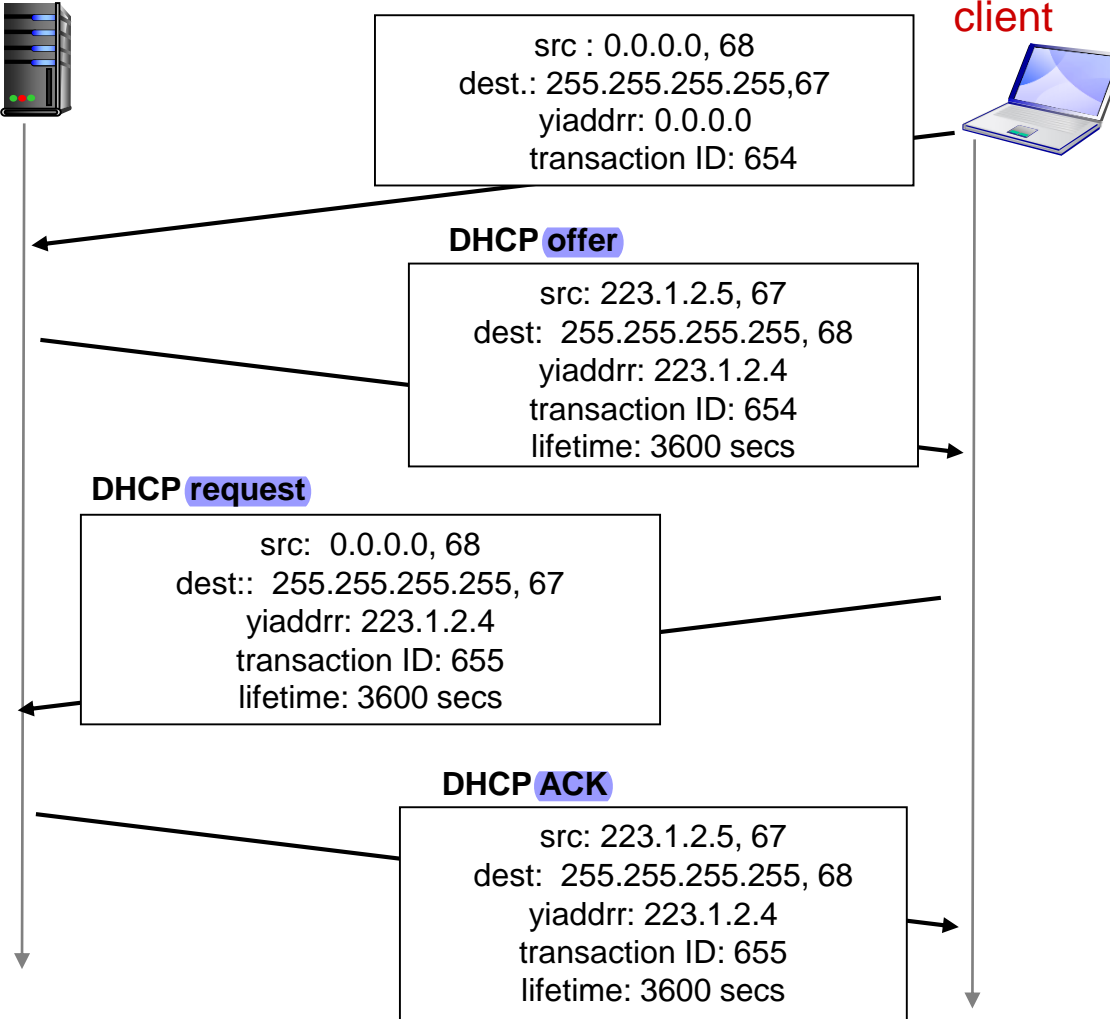 client
src : 0.0.0.0, 68
dest.: 255.255.255.255,67
yiaddrr: 0.0.0.0
transaction ID: 654
DHCP offer
src: 223.1.2.5, 67
dest: 255.255.255.255, 68
yiaddrr: 223.1.2.4
transaction ID: 654
lifetime: 3600 secs
DHCP request
src: 0.0.0.0, 68
dest:: 255.255.255.255, 67
yiaddrr: 223.1.2.4
transaction ID: 655
lifetime: 3600 secs
DHCP ACK
src: 223.1.2.5, 67
dest: 255.255.255.255, 68
yiaddrr: 223.1.2.4
transaction ID: 655
lifetime: 3600 secs